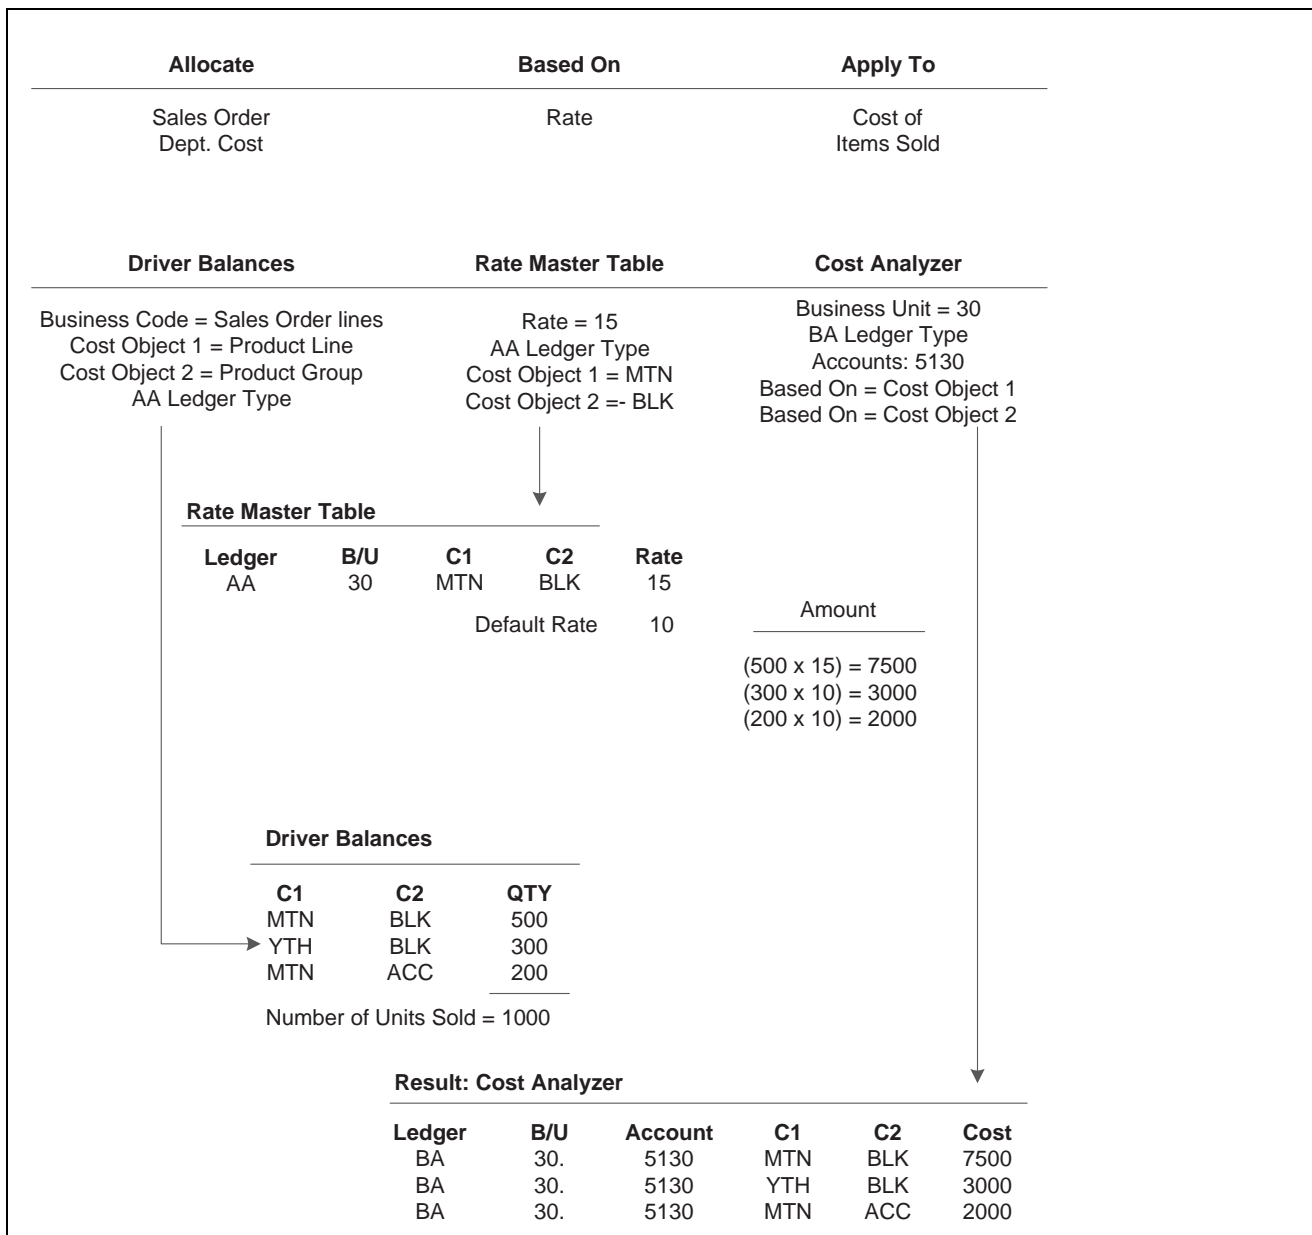 Allocate Based On Apply To
Sales Order Rate Cost of
Dept. Cost Items Sold
Driver Balances Rate Master Table Cost Analyzer
Business Code = Sales Order lines
Cost Object 1 = Product Line
Cost Object 2 = Product Group
AA Ledger Type
Rate = 15
AA Ledger Type
Cost Object 1 = MTN
Cost Object 2 =- BLK
Business Unit = 30
BA Ledger Type
Accounts: 5130
Based On = Cost Object 1
Based On = Cost Object 2
Rate Master Table
Ledger B/U C1 C2 Rate
AA 30 MTN BLK 15
Default Rate 10
Amount
(500 x 15) = 7500
(300 x 10) = 3000
(200 x 10) = 2000
Driver Balances
C1 C2 QTY
MTN BLK 500
YTH BLK 300
MTN ACC 200
Number of Units Sold = 1000
Result: Cost Analyzer
Ledger B/U Account C1 C2 Cost
BA 30. 5130 MTN BLK 7500
BA 30. 5130 YTH BLK 3000
BA 30. 5130 MTN ACC 2000